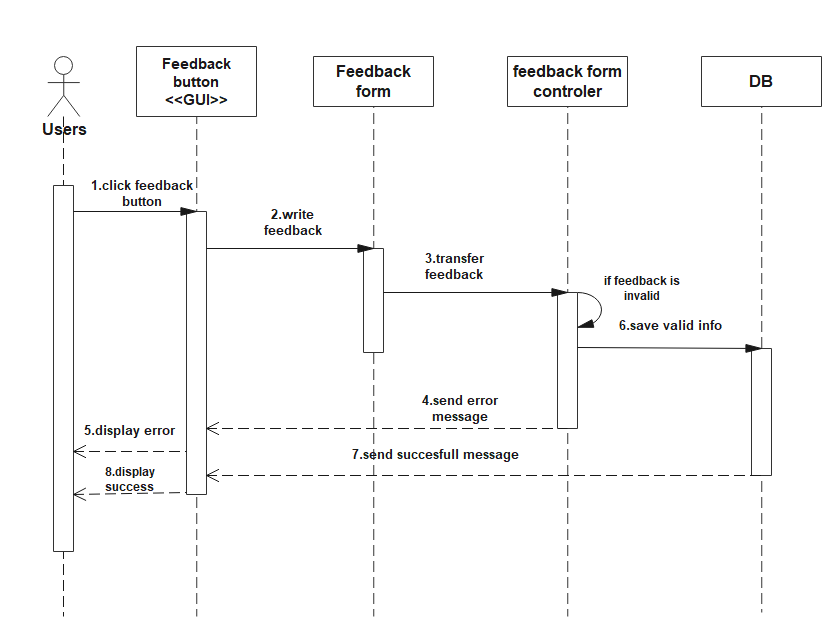 Feedback
button
<<GUI>>
Feedback
form
feedback form
controler
DB
Users
1.click feedback
button
2.write
feedback
3.transfer
feedback
if feedback is
invalid
6.save valid info
4.send error
message
5.display error
7.send succesfull message
8.display
success